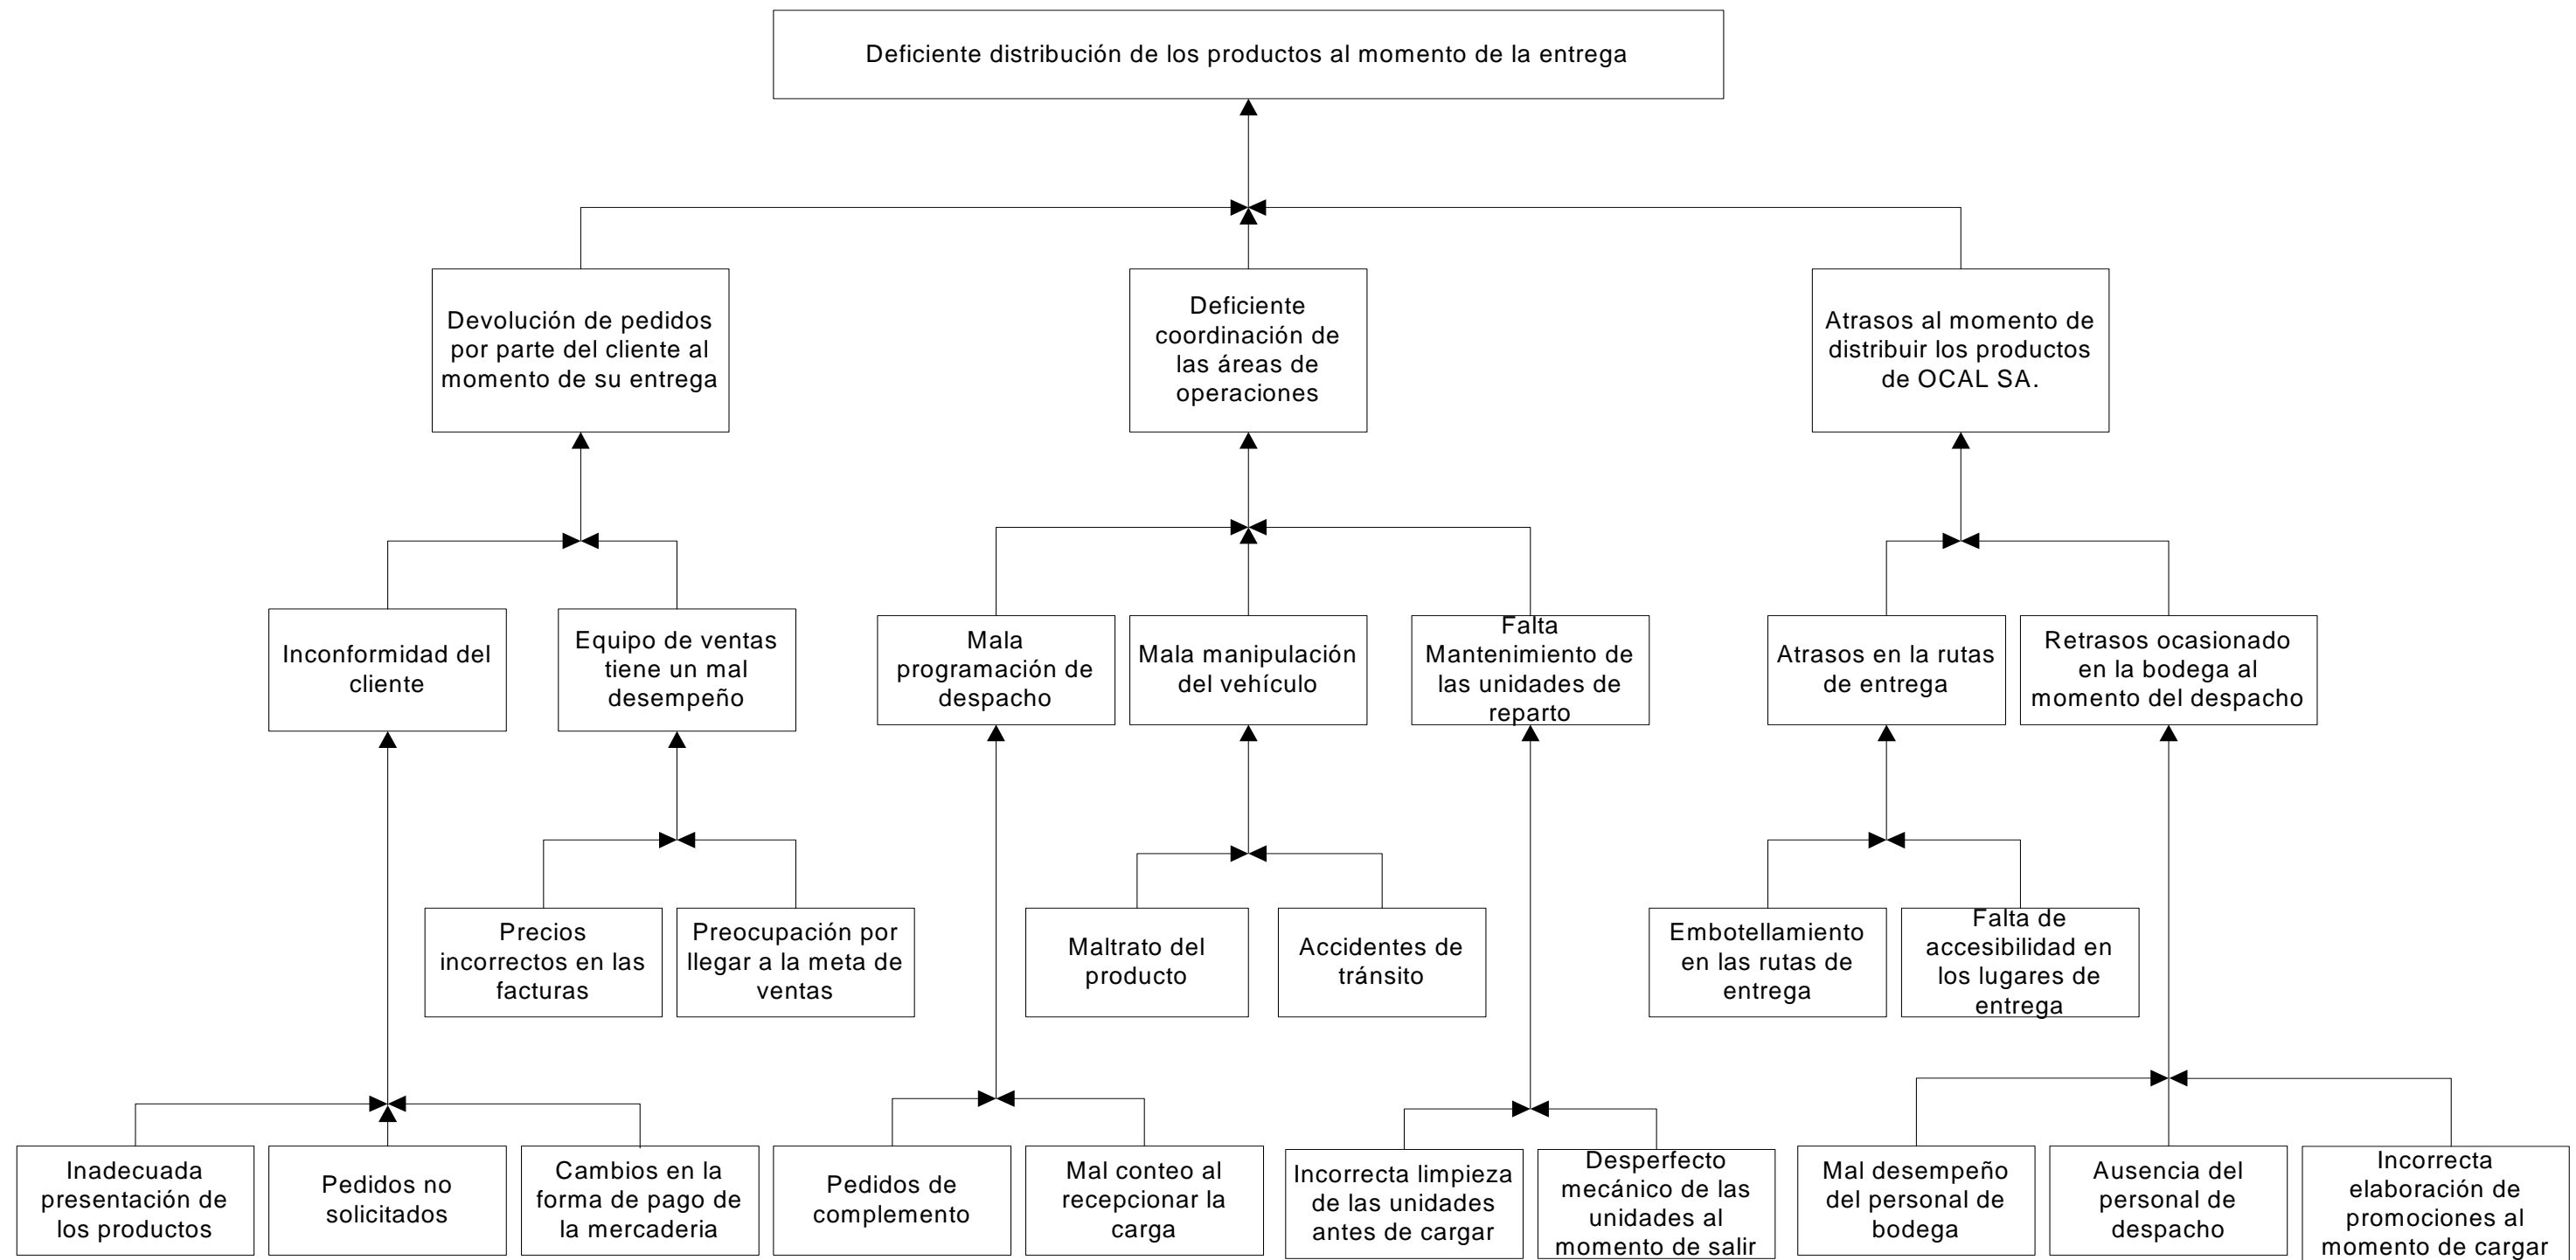 Deficiente distribución de los productos al momento de la entrega
Devolución de pedidos
por parte del cliente al
momento de su entrega
Deficiente
coordinación de
las áreas de
operaciones
Atrasos al momento de
distribuir los productos
de OCAL SA.
Inconformidad del
cliente
Equipo de ventas
tiene un mal
desempeño
Mala
programación de
despacho
Mala manipulación
del vehículo
Falta
Mantenimiento de
las unidades de
reparto
Atrasos en la rutas
de entrega
Retrasos ocasionado
en la bodega al
momento del despacho
Precios
incorrectos en las
facturas
Preocupación por
llegar a la meta de
ventas
Maltrato del
producto
Accidentes de
tránsito
Embotellamiento
en las rutas de
entrega
Falta de
accesibilidad en
los lugares de
entrega
Inadecuada
presentación de
los productos
Pedidos no
solicitados
Cambios en la
forma de pago de
la mercaderia
Pedidos de
complemento
Mal conteo al
recepcionar la
carga
Incorrecta limpieza
de las unidades
antes de cargar
Desperfecto
mecánico de las
unidades al
momento de salir
Mal desempeño
del personal de
bodega
Ausencia del
personal de
despacho
Incorrecta
elaboración de
promociones al
momento de cargar